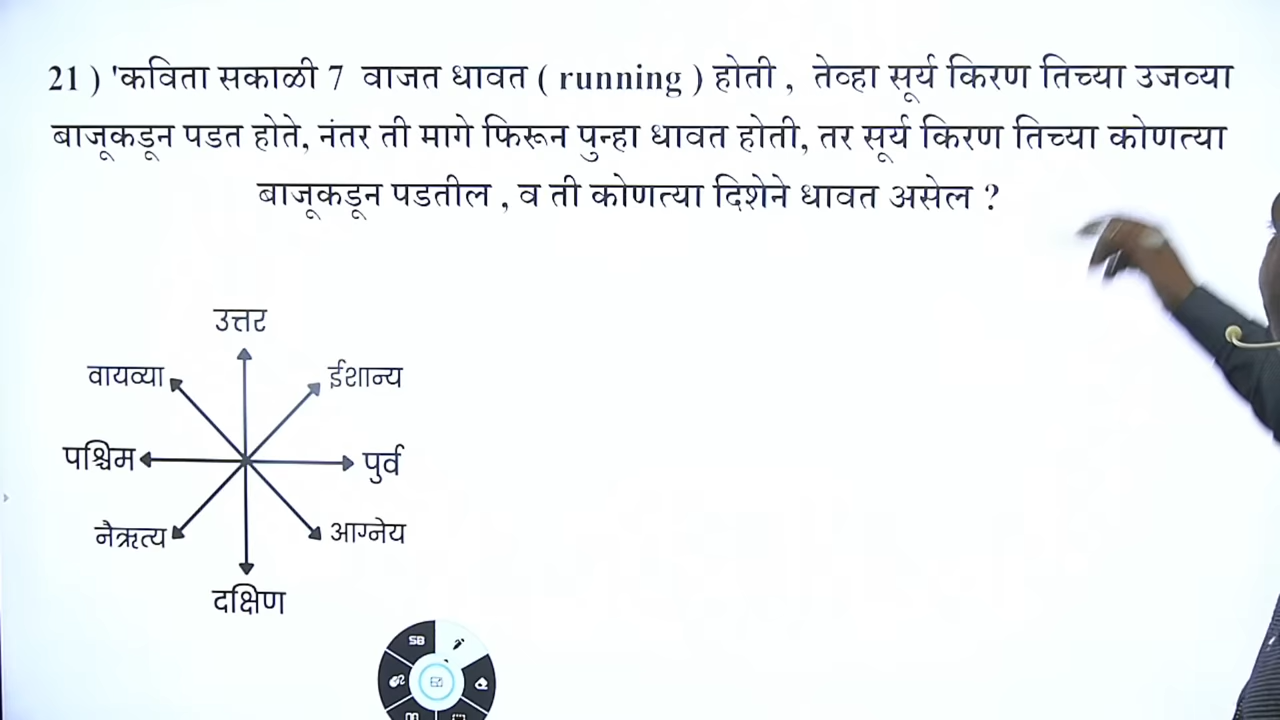 21 ) 'कविता सकाळी 7 वाजत धावत ( running ) होती , तेव्हा सूर्य किरण तिच्या उजव्या
बाजूकडून पडत होते, नंतर ती मागे फिरून पुन्हा धावत होती, तर सूर्य किरण तिच्या कोणत्या
बाजूकडून पडतील , व ती कोणत्या दिशेने धावत असेल ?
उत्तर
वायव्या
ईशान्य
पश्चिम
पुर्व
नैऋत्य
आग्नेय
दक्षिण
SB